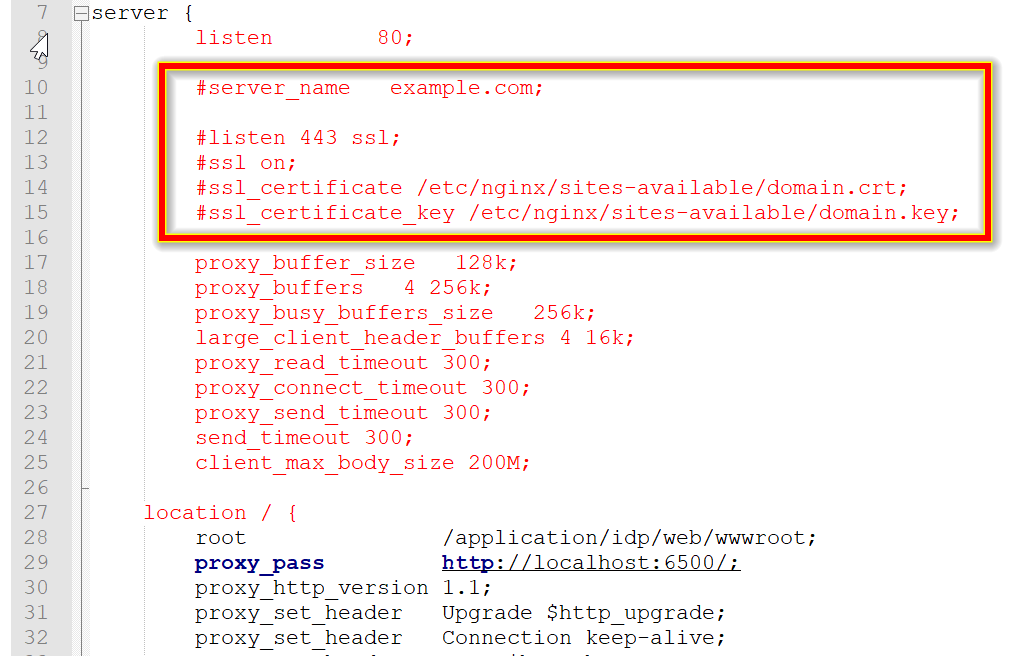 7 server {
8 listen 80;
9
10 #server_name example.com;
11
12 #listen 443 ssl;
13 #ssl on;
14 #ssl_certificate /etc/nginx/sites-available/domain.crt;
15 #ssl_certificate_key /etc/nginx/sites-available/domain.key;
16
17 proxy_buffer_size 128k;
18 proxy_buffers 4 256k;
19 proxy_busy_buffers_size 256k;
20 large_client_header_buffers 4 16k;
21 proxy_read_timeout 300;
22 proxy_connect_timeout 300;
23 proxy_send_timeout 300;
24 send_timeout 300;
25 client_max_body_size 200M;
26
27 location / {
28 root /application/idp/web/wwwroot;
29 proxy_pass http://localhost:6500/;
30 proxy_http_version 1.1;
31 proxy_set_header Upgrade $http_upgrade;
32 proxy_set_header Connection keep-alive;